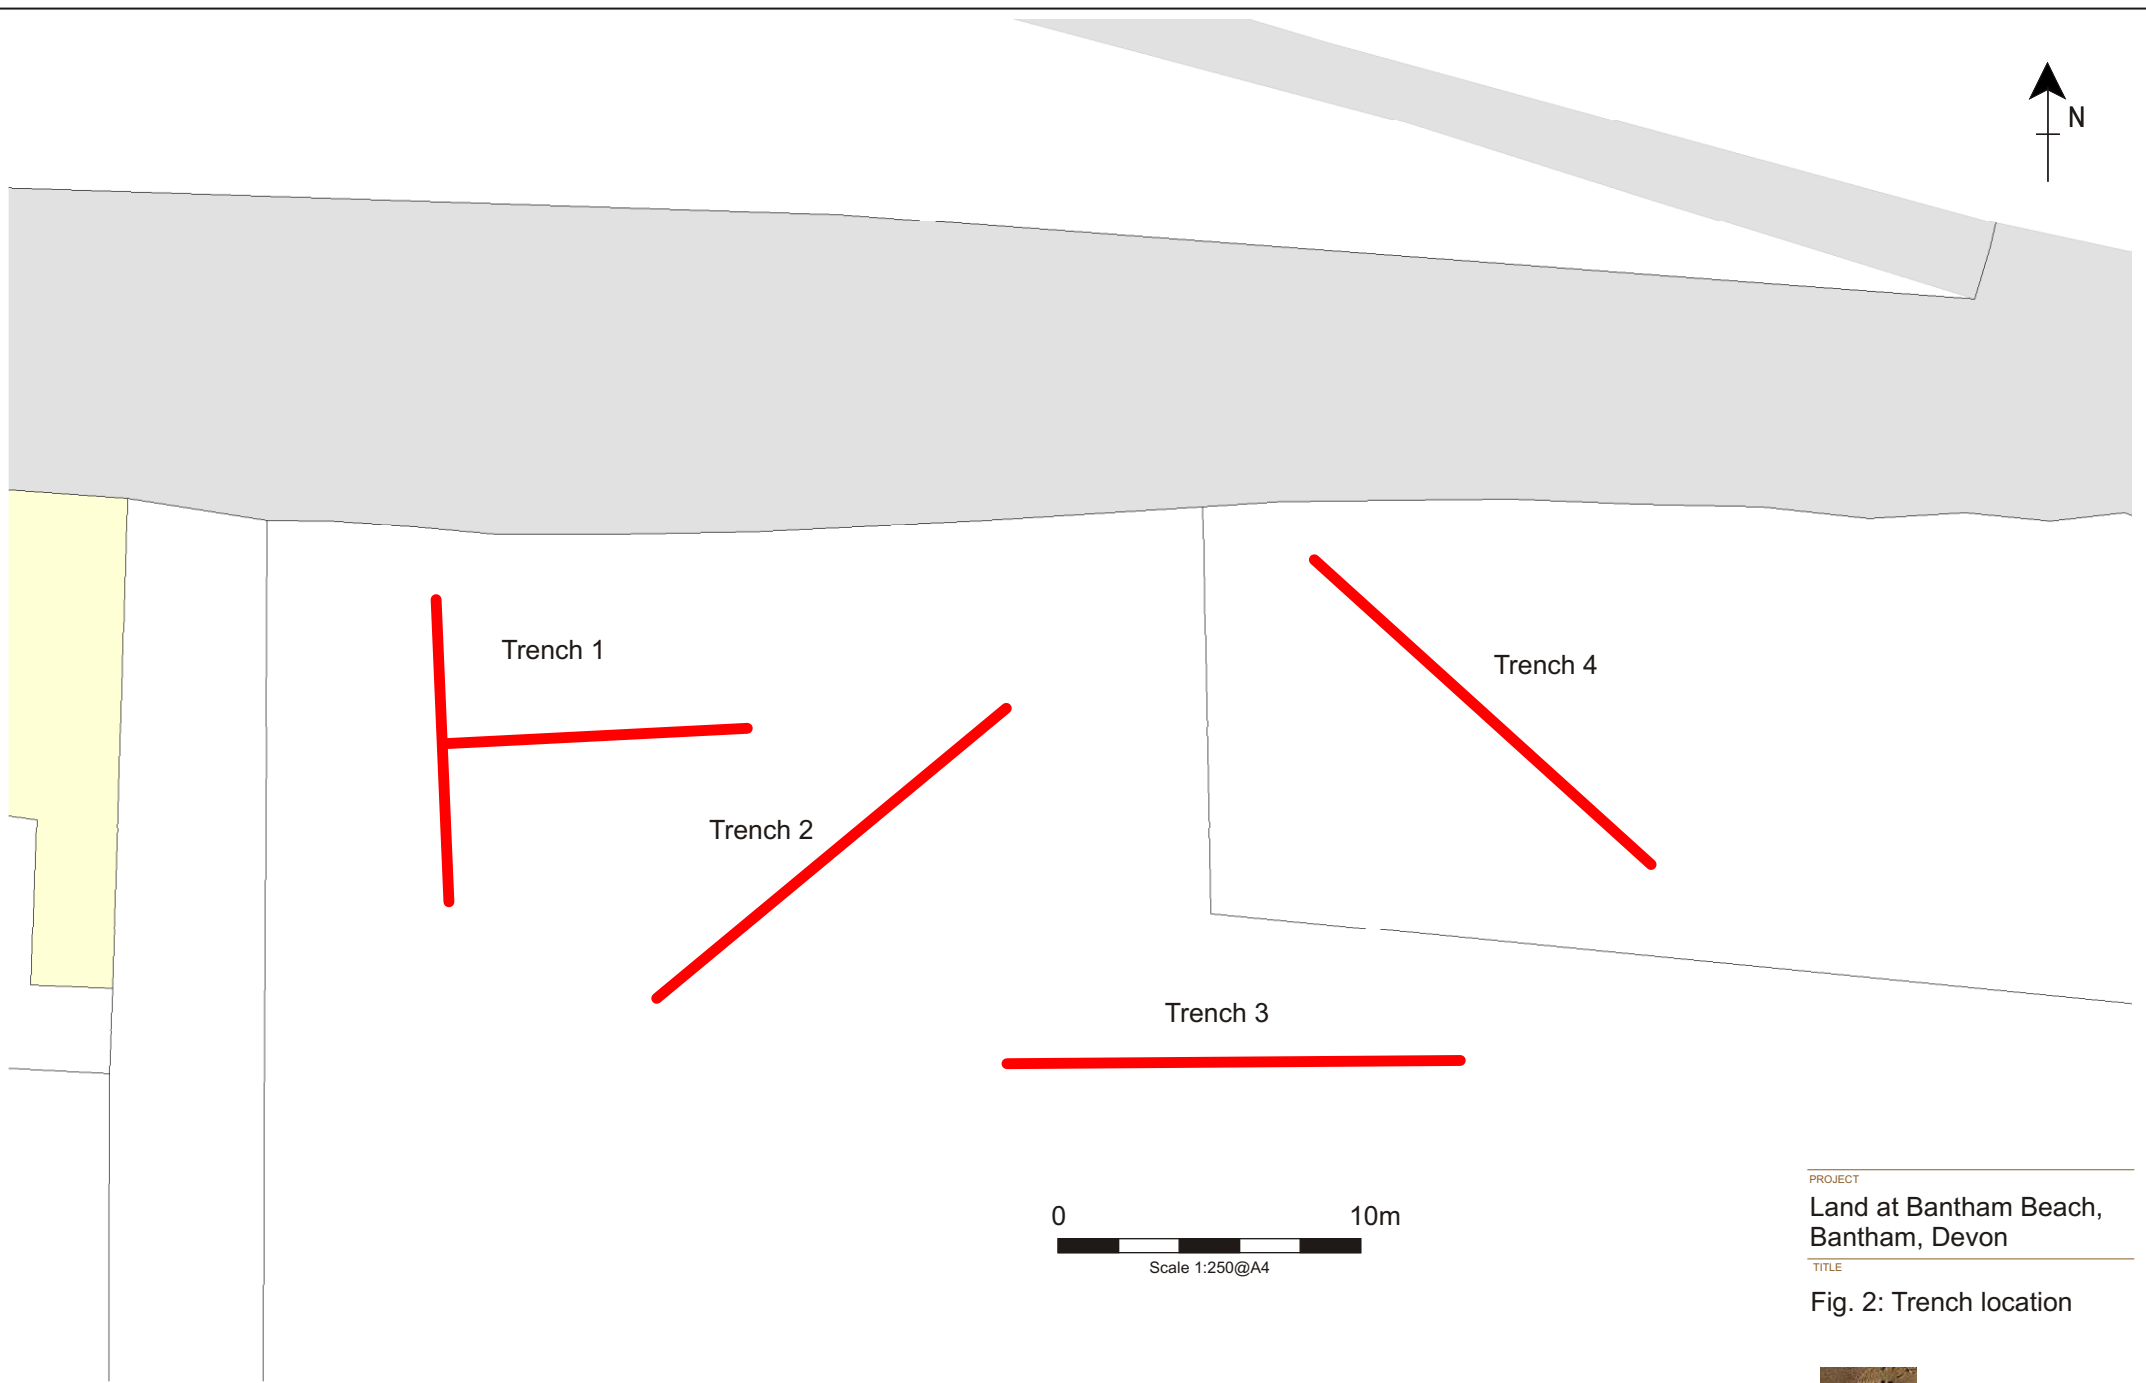 N
Trench 1
Trench 4
Trench 2
Trench 3
0 10m
Scale 1:250@A4
PROJECT
Land at Bantham Beach,
Bantham, Devon
TITLE
Fig. 2: Trench location